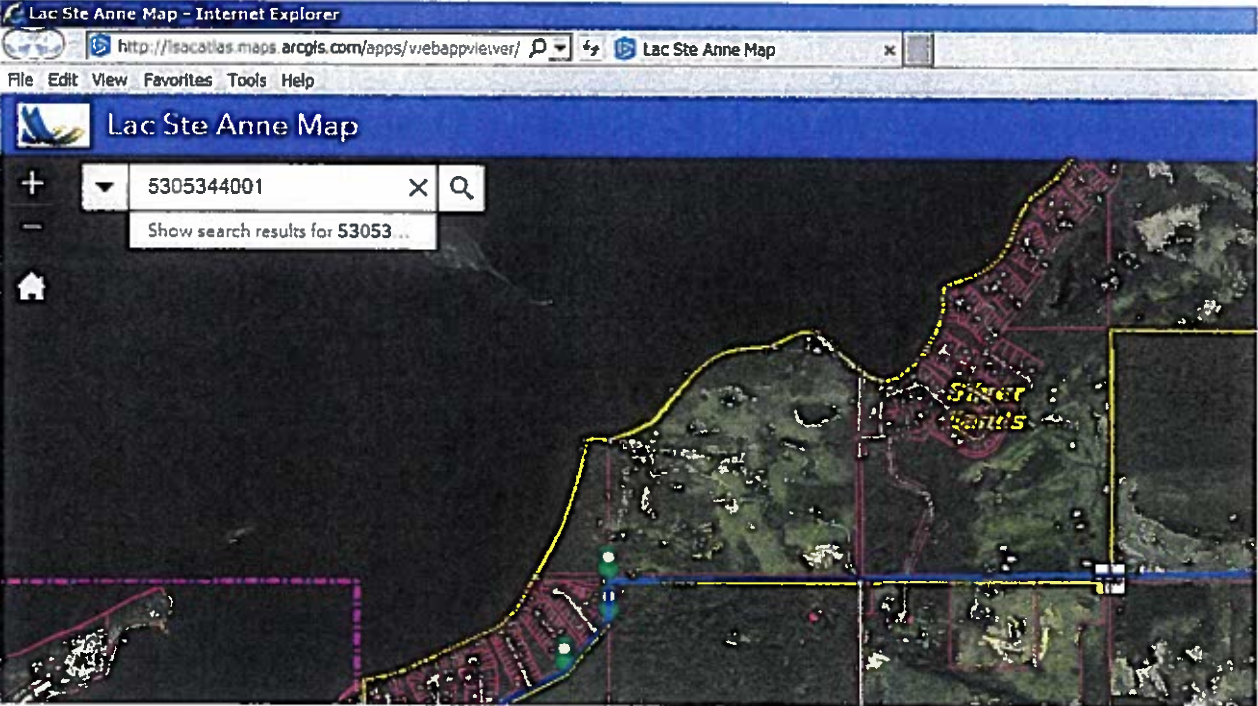 Lac Ste Anne Map - Internet Explorer
http://lsacatlas.maps.arcgis.com/apps/webappviewer/
Lac Ste Anne Map
File Edit View Favorites Tools Help
Lac Ste Anne Map
5305344001
Show search results for 53053...
Silver
Sands